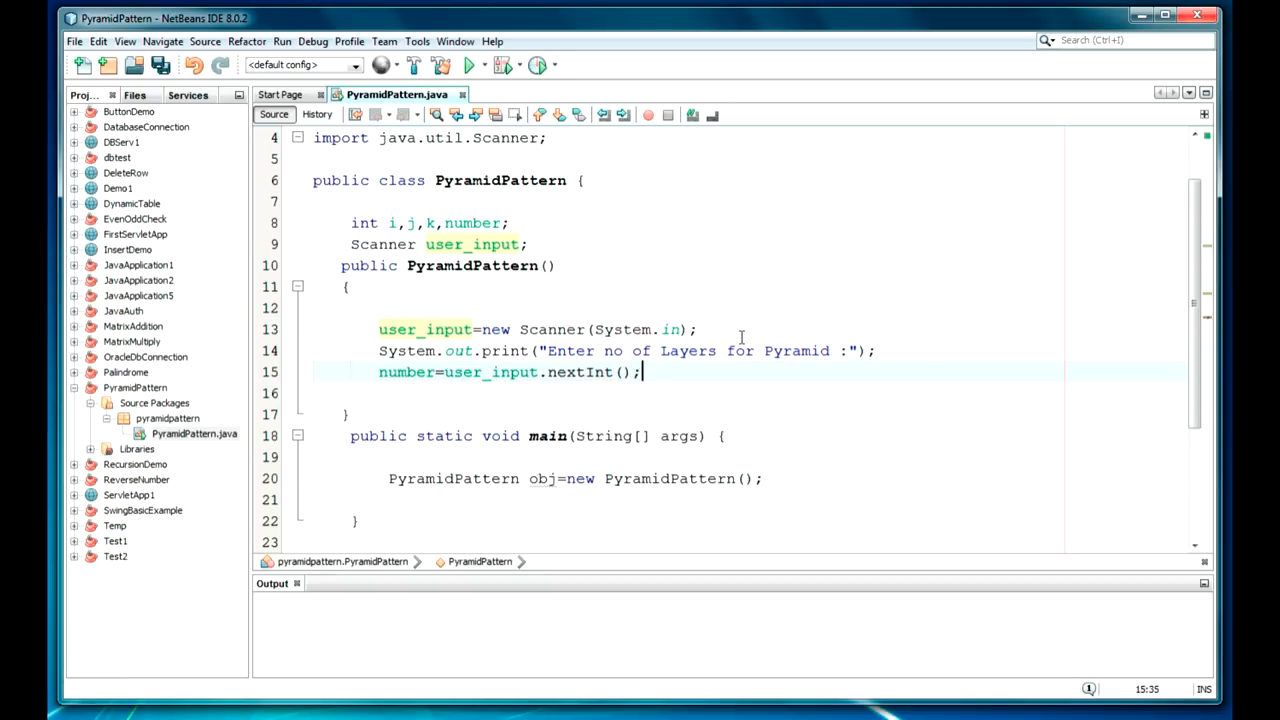 PyramidPattern - NetBeans IDE 8.0.2
File Edit View Navigate Source Refactor Run Debug Profile Team Tools Window Help
Search (Ctrl+I)
<default config>
Proj... Files Services
Start Page PyramidPattern.java
Source History
ButtonDemo
DatabaseConnection
DBServ1
dbtest
DeleteRow
Demo1
DynamicTable
EvenOddCheck
FirstServletApp
InsertDemo
JavaApplication1
JavaApplication2
JavaApplication5
JavaAuth
MatrixAddition
MatrixMultiply
OracleDbConnection
Palindrome
PyramidPattern
Source Packages
pyramidpattern
PyramidPattern.java
Libraries
RecursionDemo
ReverseNumber
ServletApp1
SwingBasicExample
Temp
Test1
Test2
4 import java.util.Scanner;
5
6 public class PyramidPattern {
7
8 int i,j,k,number;
9 Scanner user_input;
10 public PyramidPattern()
11 {
12
13 user_input=new Scanner(System.in);
14 System.out.print("Enter no of Layers for Pyramid :");
15 number=user_input.nextInt();
16
17 }
18 public static void main(String[] args) {
19
20 PyramidPattern obj=new PyramidPattern();
21
22 }
23
pyramidpattern.PyramidPattern PyramidPattern
Output
1 15:35 INS